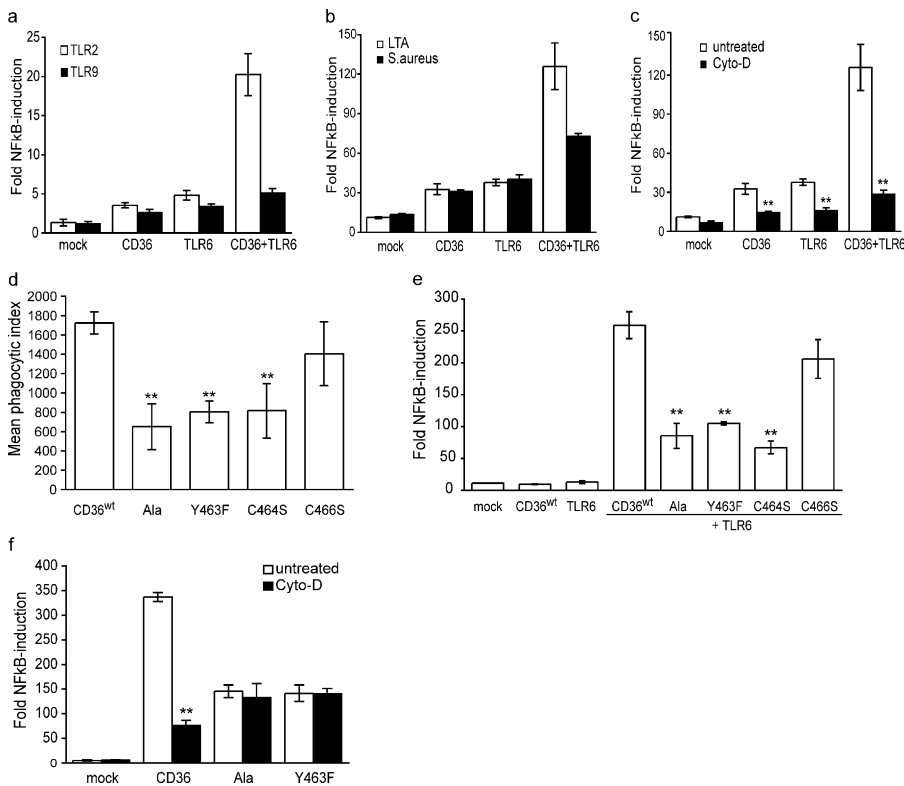 a
TLR2
TLR9
Fold NFkB-induction
25
20
15
10
5
0
mock CD36 TLR6 CD36+TLR6
b
LTA
S.aureus
Fold NFkB-induction
150
120
90
60
30
0
mock CD36 TLR6 CD36+TLR6
c
untreated
Cyto-D
Fold NFkB-induction
150
120
90
60
30
0
** ** **
mock CD36 TLR6 CD36+TLR6
d
Mean phagocytic index
2000
1800
1600
1400
1200
1000
800
600
400
200
0
** ** **
CD36wt Ala Y463F C464S C466S
e
Fold NFkB-induction
300
250
200
150
100
50
0
** ** **
mock CD36wt TLR6 CD36wt Ala Y463F C464S C466S
+ TLR6
f
untreated
Cyto-D
Fold NFkB-induction
400
350
300
250
200
150
100
50
0
**
mock CD36 Ala Y463F